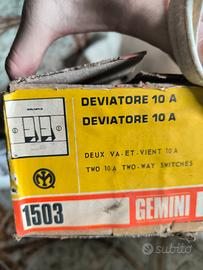 DEVIATORE 10 A
DEVIATORE 10 A
DEUX VA-ET-VIENT 10 A
TWO 10 A TWO-WAY SWITCHES
1503
GEMINI
subito